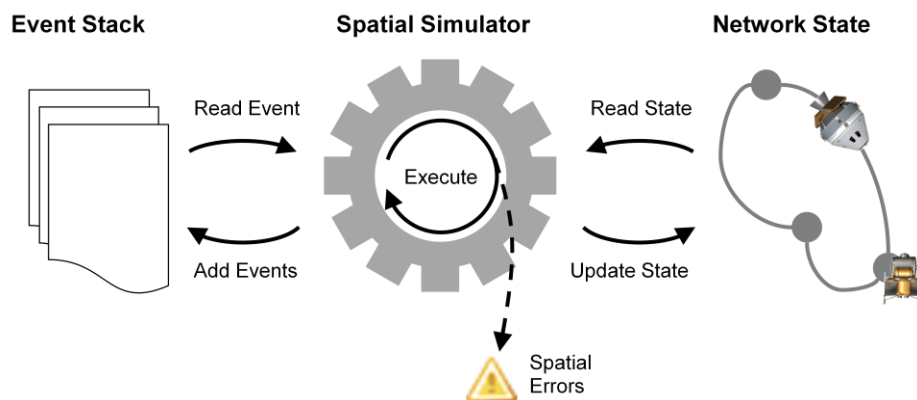 Event Stack
Spatial Simulator
Network State
Read Event
Read State
Execute
Add Events
Update State
Spatial
Errors